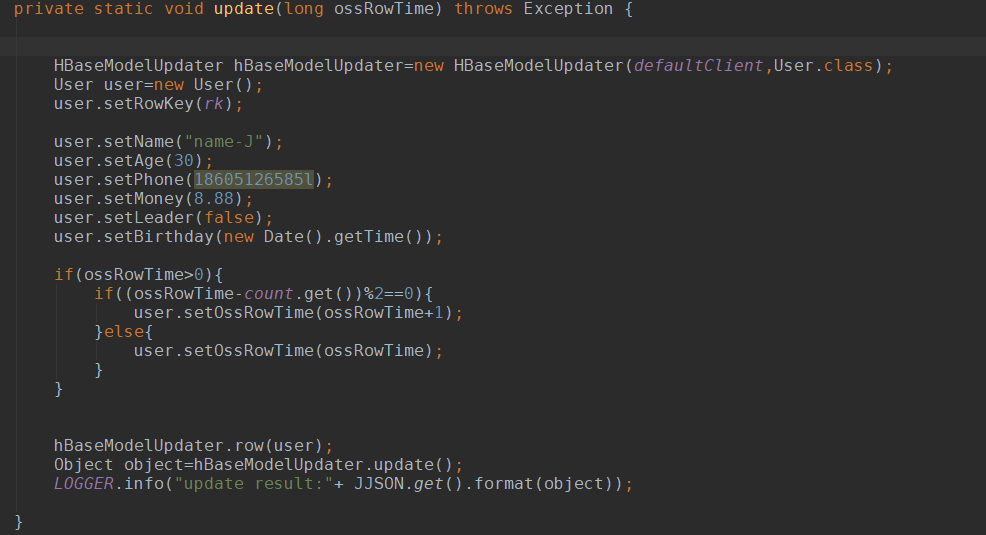 private static void update(long ossRowTime) throws Exception {
HBaseModelUpdater hBaseModelUpdater=new HBaseModelUpdater(defaultClient,User.class);
User user=new User();
user.setRowKey(rk);
user.setName("name-J");
user.setAge(30);
user.setPhone(18605126585l);
user.setMoney(8.88);
user.setLeader(false);
user.setBirthday(new Date().getTime());
if(ossRowTime>0){
if((ossRowTime-count.get())%2==0){
user.setOssRowTime(ossRowTime+1);
}else{
user.setOssRowTime(ossRowTime);
}
}
hBaseModelUpdater.row(user);
Object object=hBaseModelUpdater.update();
LOGGER.info("update result:"+ JJSON.get().format(object));
}